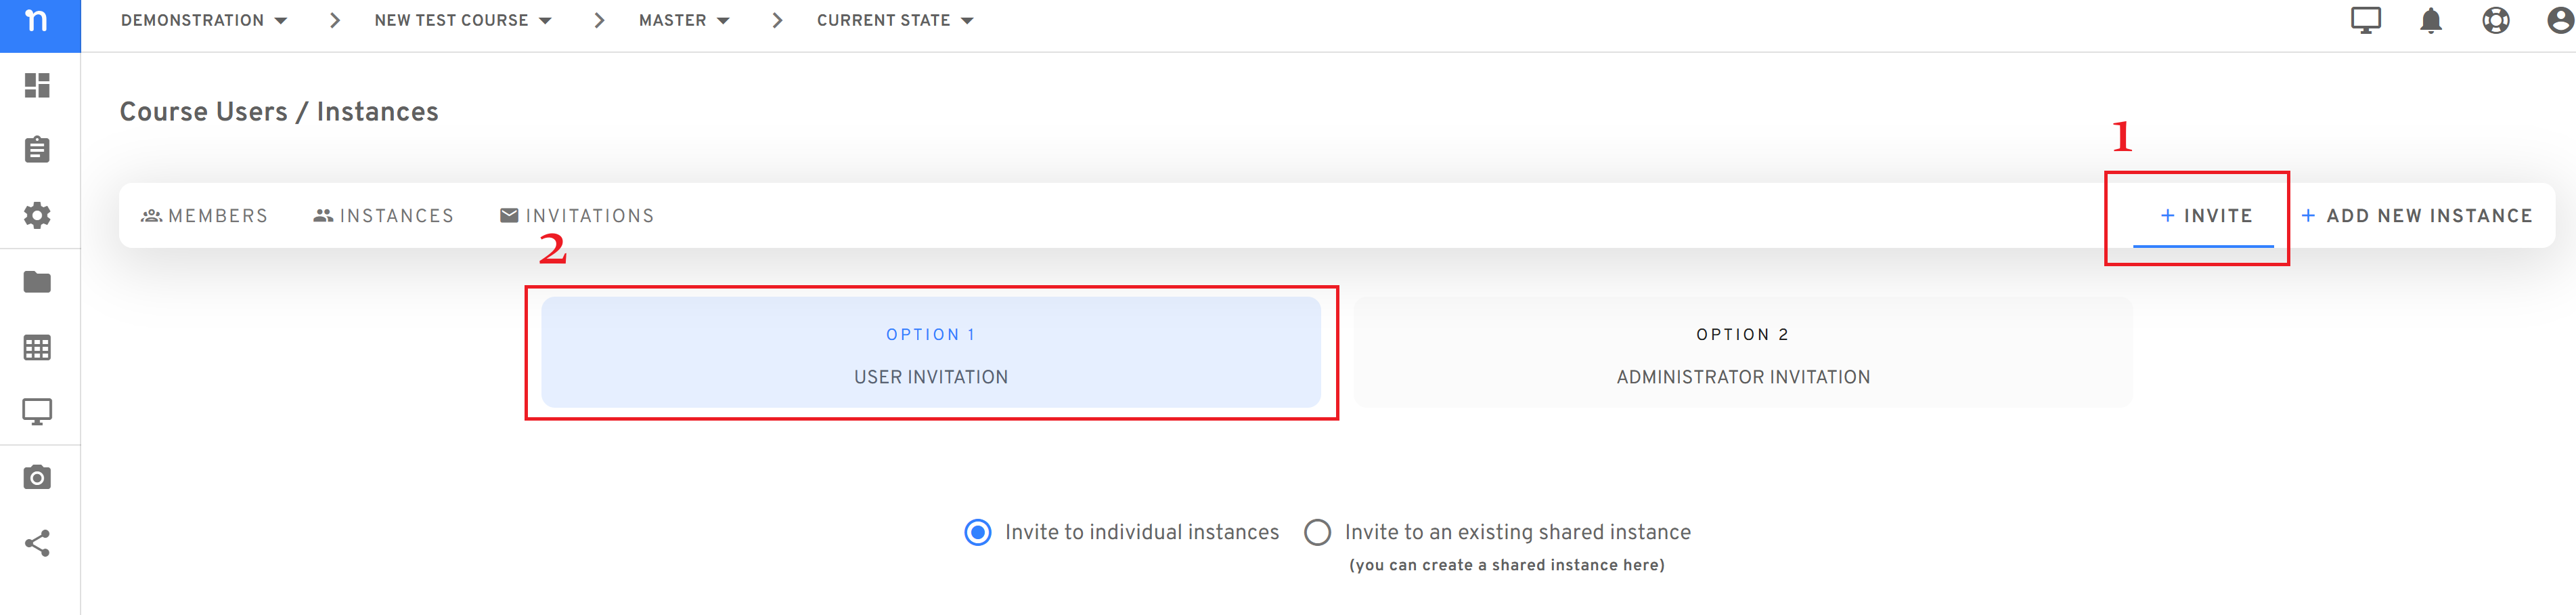 n DEMONSTRATION NEW TEST COURSE MASTER CURRENT STATE
Course Users / Instances
1
MEMBERS INSTANCES INVITATIONS + INVITE + ADD NEW INSTANCE
2
OPTION 1
USER INVITATION
OPTION 2
ADMINISTRATOR INVITATION
Invite to individual instances
Invite to an existing shared instance
(you can create a shared instance here)